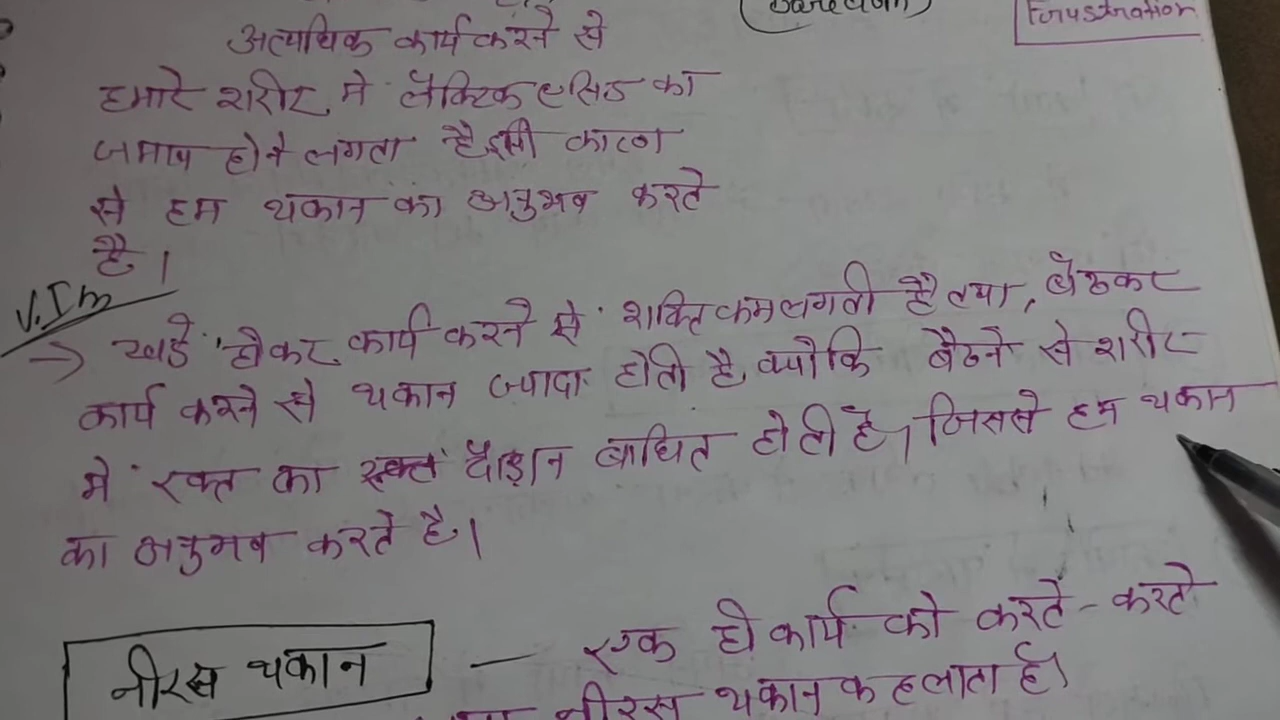 Frustration
अत्यधिक कार्य करने से
हमारे शरीर में लैक्टिक एसिड का
जमाव होने लगता है इसी कारण
से हम थकान का अनुभव करते
है।
V.Im
→ खडे होकर कार्य करने से शक्ति कम लगती है तथा, बैठकर
कार्य करने से थकान ज्यादा होती है, क्योकि बैठने से शरीर
मे रक्त का रक्त दौड़ान बाधित होती है। जिससे हम थकान
का अनुभव करते है।
नीरस थकान — एक ही कार्य को करते - करते
नीरस थकान कहलाता है।